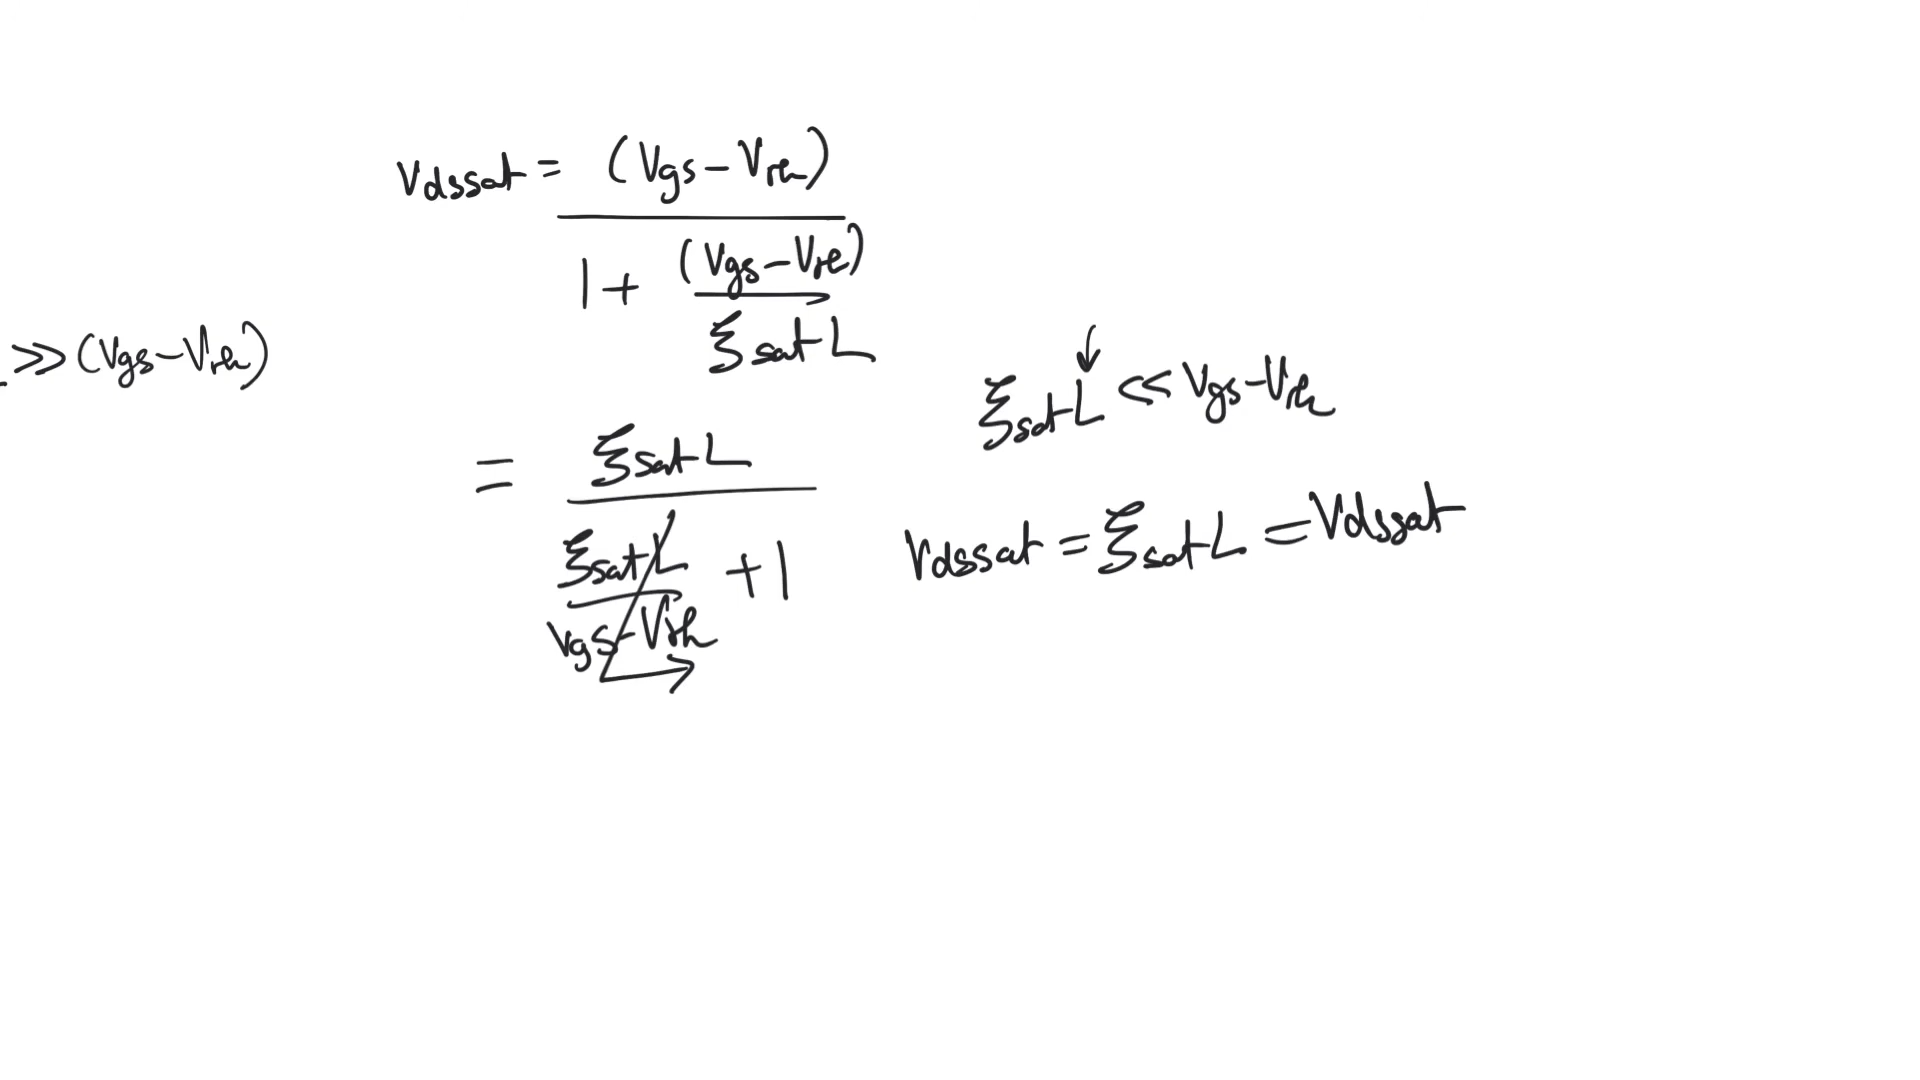 Vdssat = (Vgs-Vth)
1 + (Vgs-Vth)
ξsat L
>> (Vgs-Vth)
ξsat L << Vgs-Vth
= ξsat L
ξsat L + 1
Vgs-Vth
Vdssat = ξsat L = Vdssat